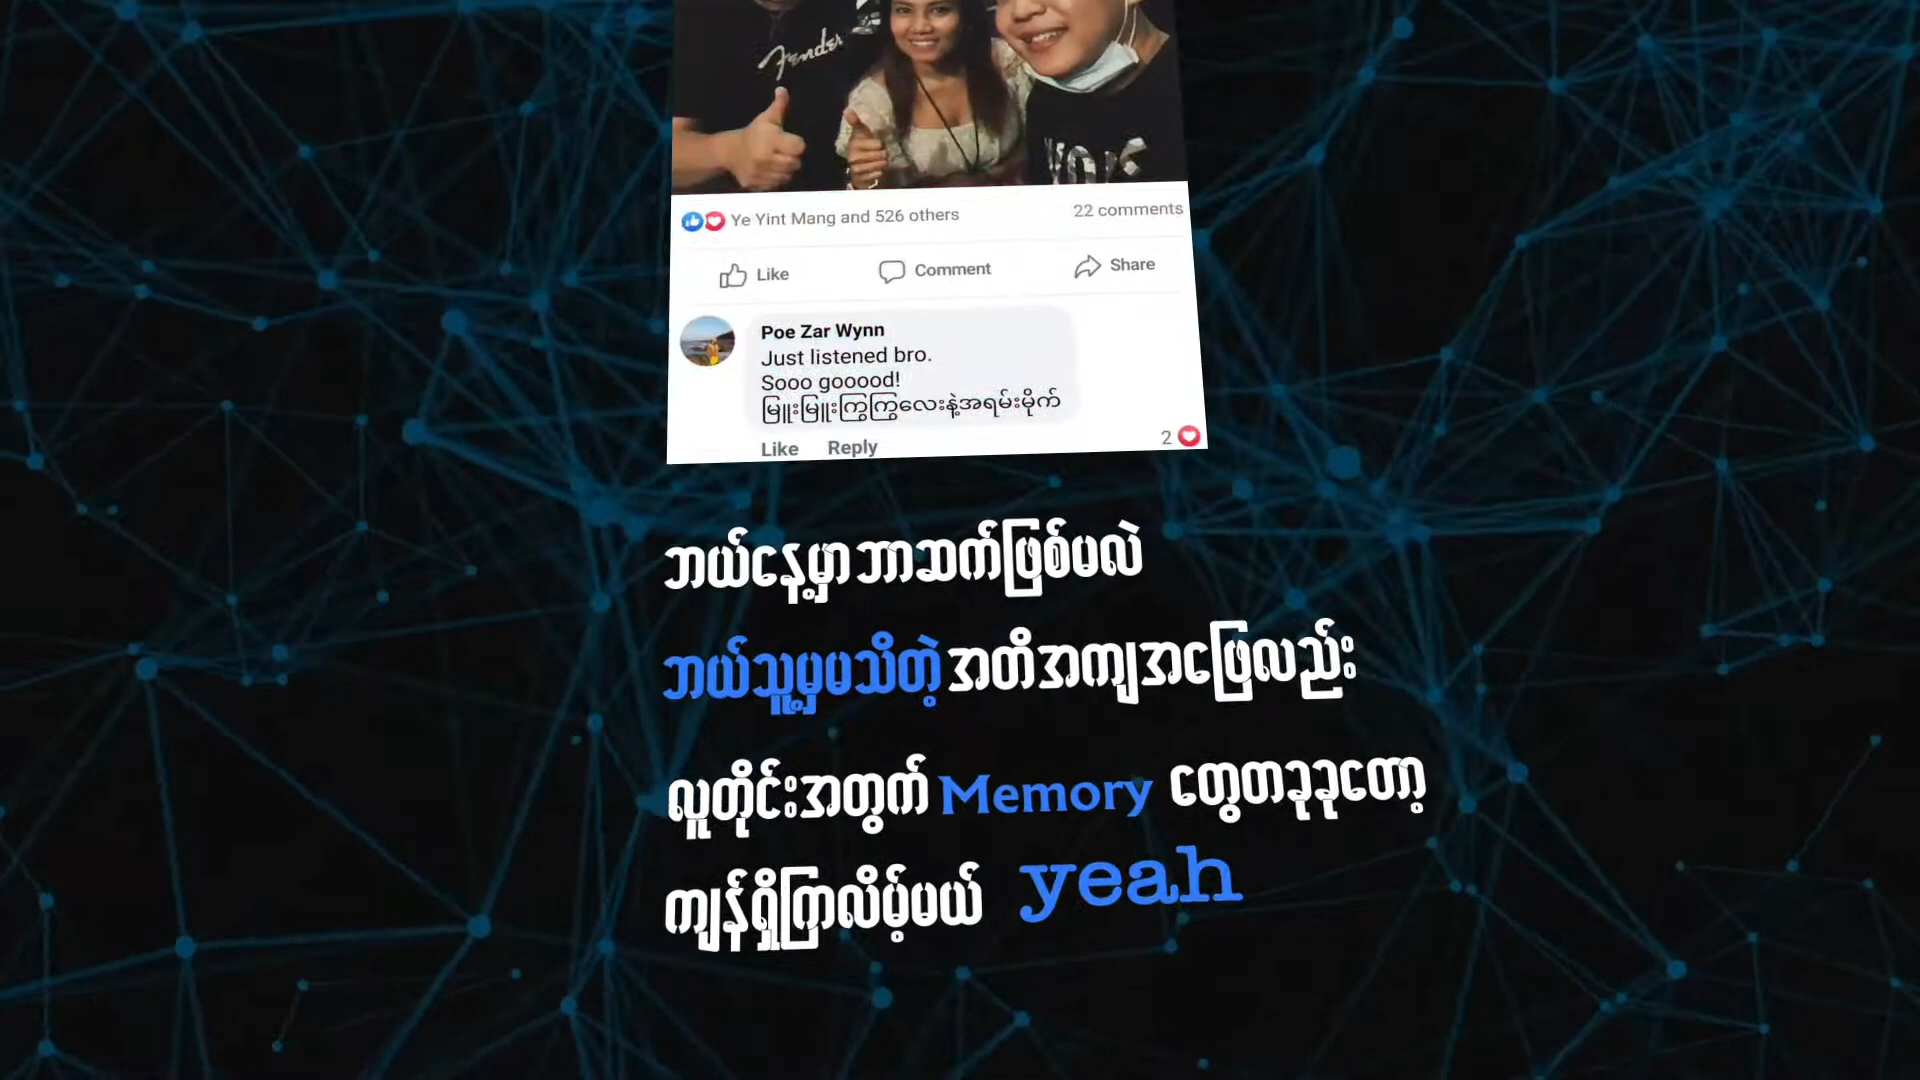 Fender
Ye Yint Mang and 526 others
22 comments
Like
Comment
Share
Poe Zar Wynn
Just listened bro.
Sooo gooood!
မြူးမြူးကြွကြွလေးနဲ့အရမ်းမိုက်
Like Reply
2
ဘယ်နေ့မှာဘာဆက်ဖြစ်မလဲ
ဘယ်သူမှမသိတဲ့အတိအကျအဖြေလည်း
လူတိုင်းအတွက် Memory တွေတခုခုတော့
ကျန်ရှိကြလိမ့်မယ် yeah